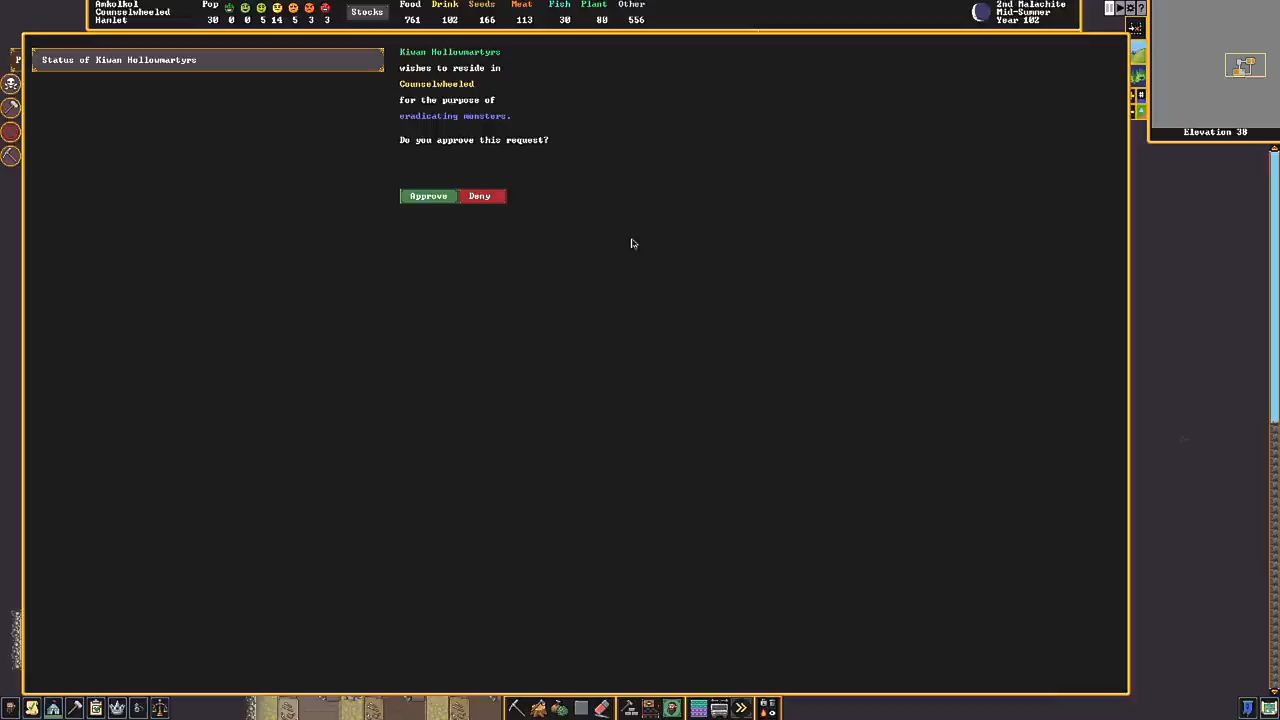 Amkolkol
Counselwheeled
Hamlet
Pop
30 0 0 5 14 5 3 3
Stocks
Food Drink Seeds Meat Fish Plant Other
761 102 166 113 30 80 556
2nd Malachite
Mid-Summer
Year 102
Status of Kiwan Hollowmartyrs
Kiwan Hollowmartyrs
wishes to reside in
Counselwheeled
for the purpose of
eradicating monsters.
Do you approve this request?
Approve Deny
Elevation 38